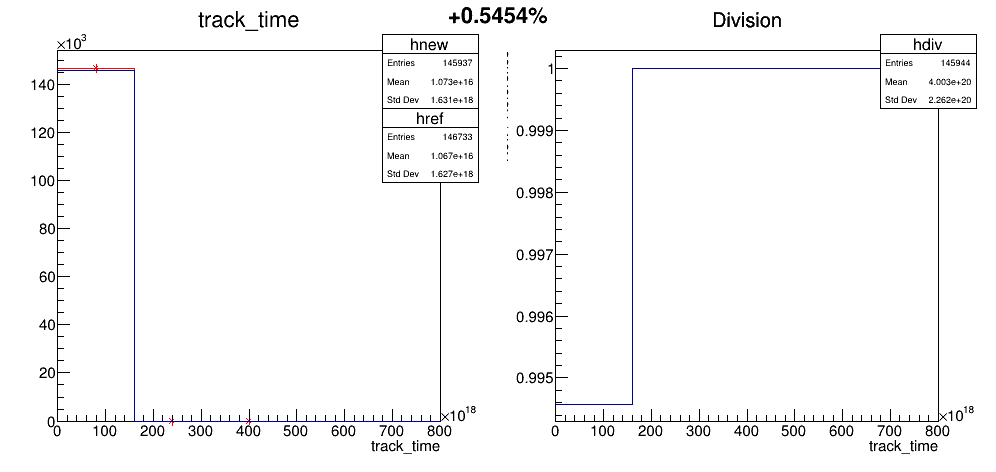 +0.5454%
track_time
×10³
hnew
Entries 145937
Mean 1.073e+16
Std Dev 1.631e+18
href
Entries 146733
Mean 1.067e+16
Std Dev 1.627e+18
140
120
100
80
60
40
20
0
0 100 200 300 400 500 600 700 800
×10¹⁸
track_time
Division
hdiv
Entries 145944
Mean 4.003e+20
Std Dev 2.262e+20
1
0.999
0.998
0.997
0.996
0.995
0 100 200 300 400 500 600 700 800
×10¹⁸
track_time